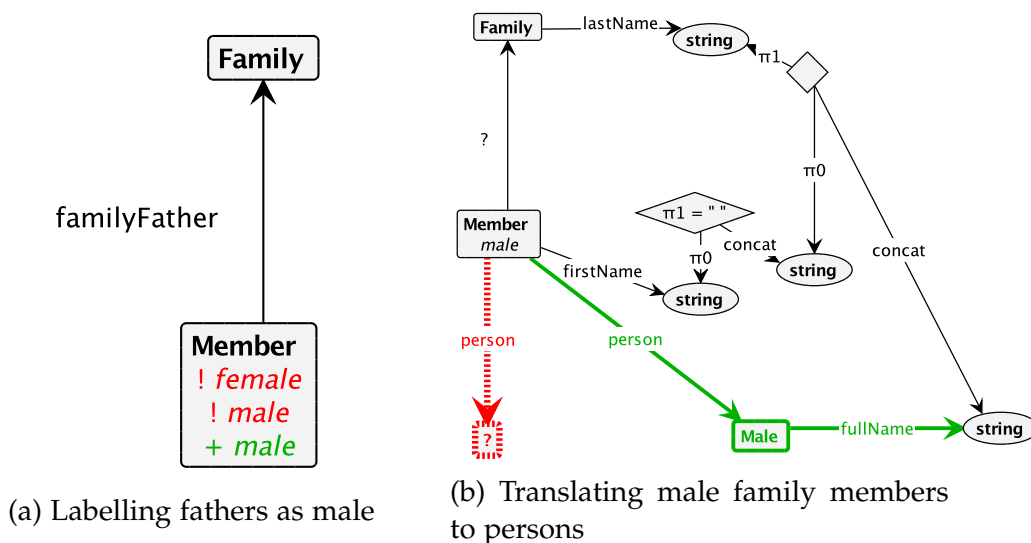 Family
familyFather
Member
! female
! male
+ male
(a) Labelling fathers as male
Family
lastName
string
π1
?
π0
Member
male
π1 = " "
concat
π0
firstName
string
string
concat
person
person
?
Male
fullName
string
(b) Translating male family members
to persons